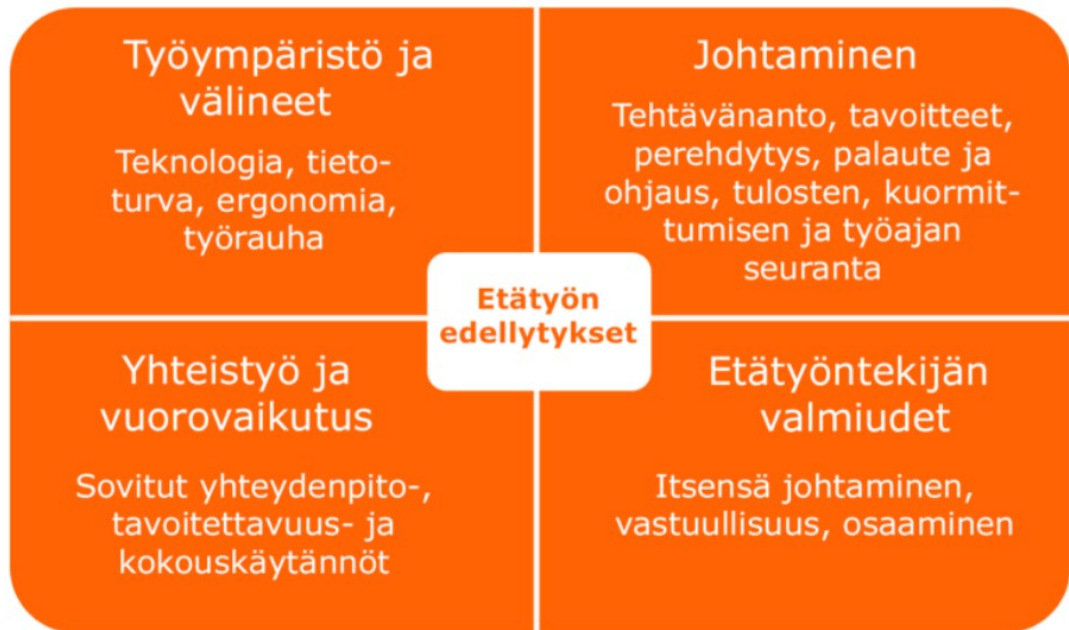 Työympäristö ja
välineet
Teknologia, tieto-
turva, ergonomia,
työrauha
Johtaminen
Tehtävänanto, tavoitteet,
perehdytys, palaute ja
ohjaus, tulosten, kuormit-
tumisen ja työajan
seuranta
Etätyön
edellytykset
Yhteistyö ja
vuorovaikutus
Sovitut yhteydenpito-,
tavoitettavuus- ja
kokouskäytännöt
Etätyöntekijän
valmiudet
Itsensä johtaminen,
vastuullisuus, osaaminen